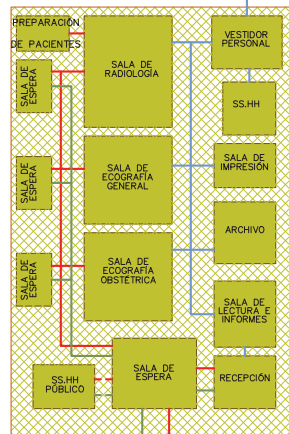 PREPARACIÓN
DE PACIENTES
SALA DE
RADIOLOGÍA
VESTIDOR
PERSONAL
SALA DE
ESPERA
SS.HH
SALA DE
ESPERA
SALA DE
ECOGRAFÍA
GENERAL
SALA DE
IMPRESIÓN
ARCHIVO
SALA DE
ESPERA
SALA DE
ECOGRAFÍA
OBSTÉTRICA
SALA DE
LECTURA E
INFORMES
SS.HH
PÚBLICO
SALA DE
ESPERA
RECEPCIÓN